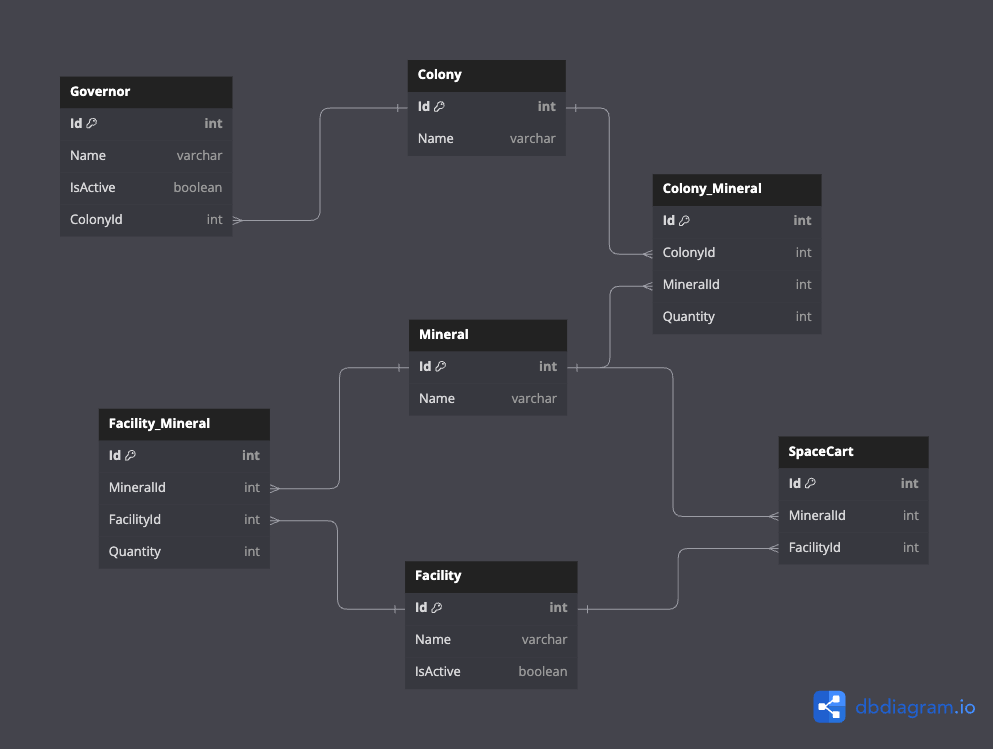 Governor
Id int
Name varchar
IsActive boolean
ColonyId int
Colony
Id int
Name varchar
Colony_Mineral
Id int
ColonyId int
MineralId int
Quantity int
Mineral
Id int
Name varchar
Facility_Mineral
Id int
MineralId int
FacilityId int
Quantity int
SpaceCart
Id int
MineralId int
FacilityId int
Facility
Id int
Name varchar
IsActive boolean
dbdiagram.io